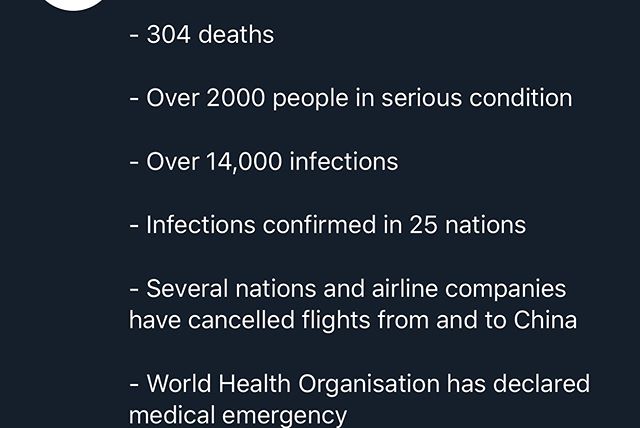 - 304 deaths
- Over 2000 people in serious condition
- Over 14,000 infections
- Infections confirmed in 25 nations
- Several nations and airline companies
have cancelled flights from and to China
- World Health Organisation has declared
medical emergency